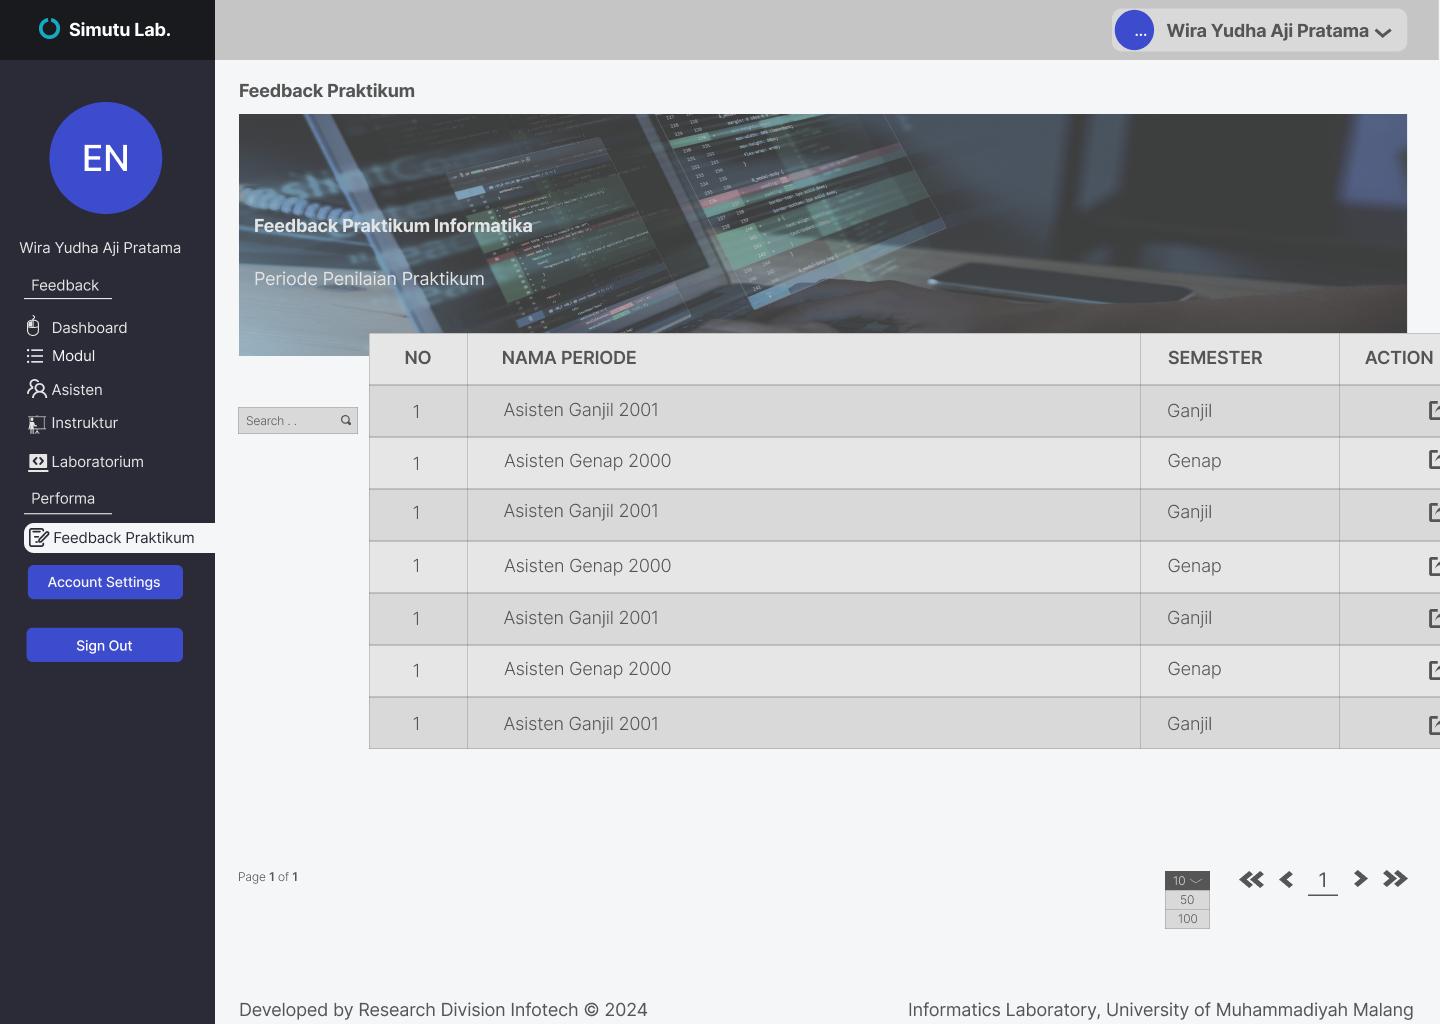 Simutu Lab.
... Wira Yudha Aji Pratama
EN
Wira Yudha Aji Pratama
Feedback
Dashboard
Modul
Asisten
Instruktur
Laboratorium
Performa
Feedback Praktikum
Account Settings
Sign Out
Feedback Praktikum
Feedback Praktikum Informatika
Periode Penilaian Praktikum
Search . .
NO NAMA PERIODE SEMESTER ACTION
1 Asisten Ganjil 2001 Ganjil
1 Asisten Genap 2000 Genap
1 Asisten Ganjil 2001 Ganjil
1 Asisten Genap 2000 Genap
1 Asisten Ganjil 2001 Ganjil
1 Asisten Genap 2000 Genap
1 Asisten Ganjil 2001 Ganjil
Page 1 of 1
10
50
100
1
Developed by Research Division Infotech © 2024
Informatics Laboratory, University of Muhammadiyah Malang